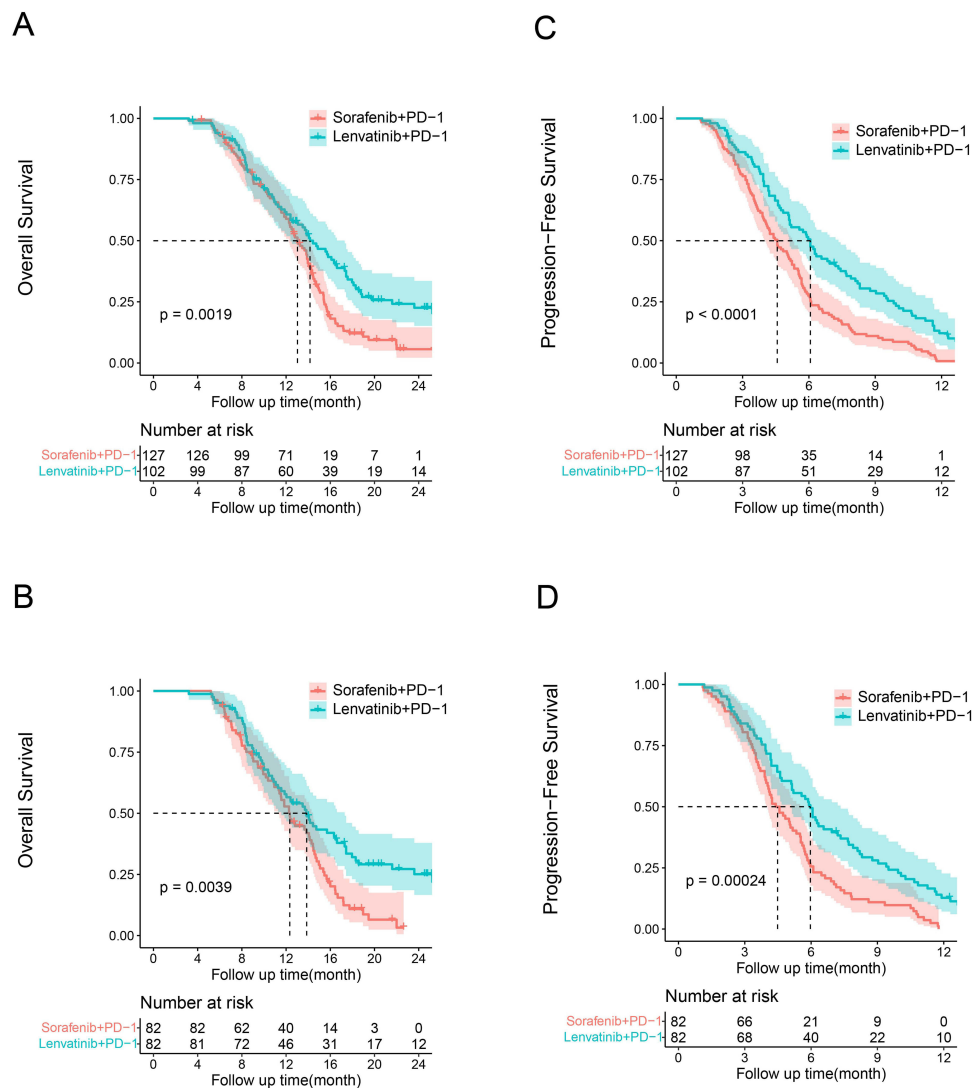 A
Overall Survival
1.00
0.75
0.50
0.25
0.00
Sorafenib+PD−1
Lenvatinib+PD−1
p = 0.0019
0 4 8 12 16 20 24
Follow up time(month)
Number at risk
Sorafenib+PD−1 127 126 99 71 19 7 1
Lenvatinib+PD−1 102 99 87 60 39 19 14
0 4 8 12 16 20 24
Follow up time(month)
C
Progression−Free Survival
1.00
0.75
0.50
0.25
0.00
Sorafenib+PD−1
Lenvatinib+PD−1
p < 0.0001
0 3 6 9 12
Follow up time(month)
Number at risk
Sorafenib+PD−1 127 98 35 14 1
Lenvatinib+PD−1 102 87 51 29 12
0 3 6 9 12
Follow up time(month)
B
Overall Survival
1.00
0.75
0.50
0.25
0.00
Sorafenib+PD−1
Lenvatinib+PD−1
p = 0.0039
0 4 8 12 16 20 24
Follow up time(month)
Number at risk
Sorafenib+PD−1 82 82 62 40 14 3 0
Lenvatinib+PD−1 82 81 72 46 31 17 12
0 4 8 12 16 20 24
Follow up time(month)
D
Progression−Free Survival
1.00
0.75
0.50
0.25
0.00
Sorafenib+PD−1
Lenvatinib+PD−1
p = 0.00024
0 3 6 9 12
Follow up time(month)
Number at risk
Sorafenib+PD−1 82 66 21 9 0
Lenvatinib+PD−1 82 68 40 22 10
0 3 6 9 12
Follow up time(month)